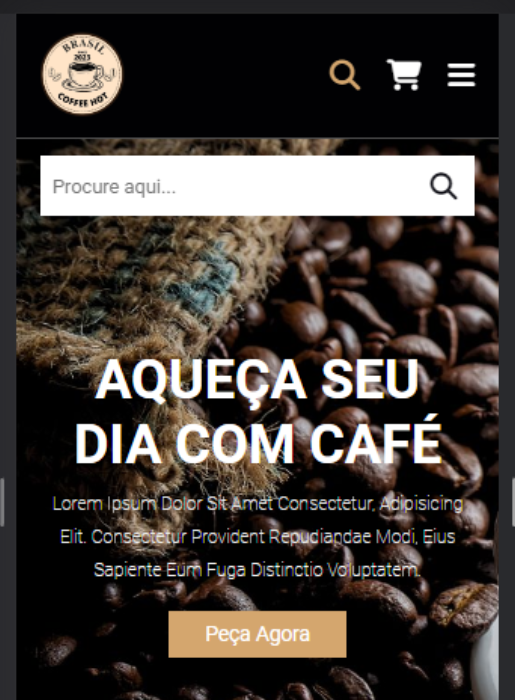 BRASIL
SINCE
2023
COFFEE HOT
Procure aqui...
AQUEÇA SEU
DIA COM CAFÉ
Lorem Ipsum Dolor Sit Amet Consectetur, Adipisicing
Elit. Consectetur Provident Repudiandae Modi, Eius
Sapiente Eum Fuga Distinctio Voluptatem.
Peça Agora